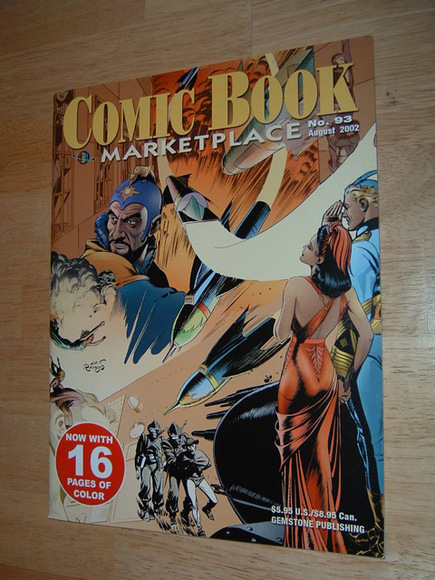 COMIC BOOK
MARKETPLACE
No. 93
August 2002
NOW WITH
16
PAGES OF
COLOR
$5.95 U.S./$8.95 Can.
GEMSTONE PUBLISHING